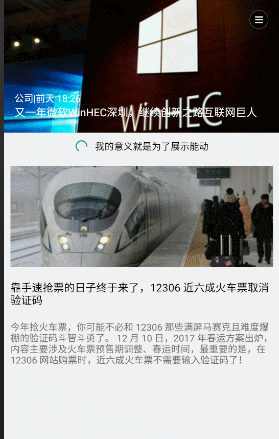 WinHEC
公司|前天 18:26
又一年微软WinHEC深圳，继续创新之路互联网巨人
我的意义就是为了展示能动
靠手速抢票的日子终于来了，12306 近六成火车票取消
验证码
今年抢火车票，你可能不必和 12306 那些满屏马赛克且难度爆
棚的验证码斗智斗勇了。12 月 10 日，2017 年春运方案出炉，
内容主要涉及火车票预售期调整、春运时间，最重要的是，在
12306 网站购票时，近六成火车票不需要输入验证码了！